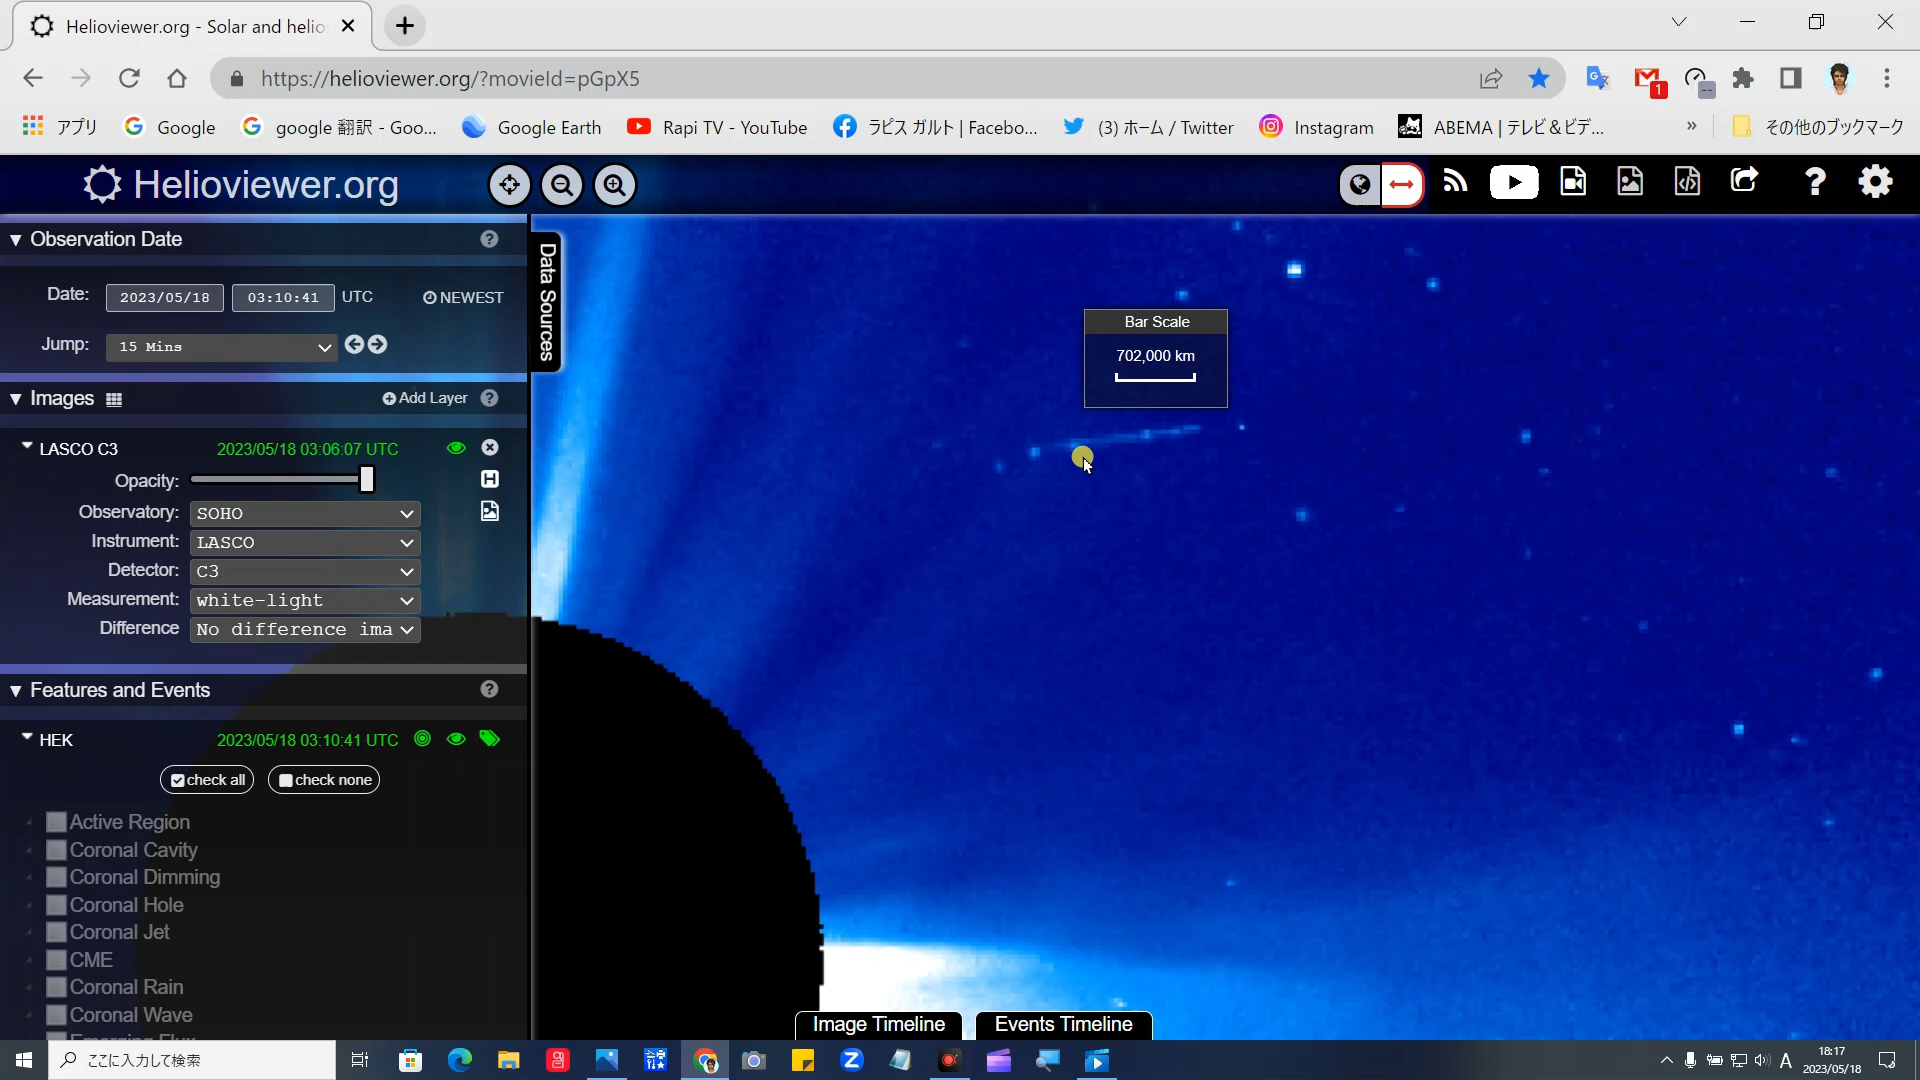 Helioviewer.org - Solar and helio
https://helioviewer.org/?movieId=pGpX5
1
アプリ
Google
google 翻訳 - Goo...
Google Earth
Rapi TV - YouTube
ラピス ガルト | Facebo...
(3) ホーム / Twitter
Instagram
ABEMA | テレビ＆ビデ...
»
その他のブックマーク
Helioviewer.org
Observation Date
Date:
2023/05/18
03:10:41
UTC
NEWEST
Jump:
15 Mins
Images
Add Layer
LASCO C3
2023/05/18 03:06:07 UTC
Opacity:
Observatory:
SOHO
Instrument:
LASCO
Detector:
C3
Measurement:
white-light
Difference
No difference ima
Features and Events
HEK
2023/05/18 03:10:41 UTC
check all
check none
Active Region
Coronal Cavity
Coronal Dimming
Coronal Hole
Coronal Jet
CME
Coronal Rain
Coronal Wave
Data Sources
Bar Scale
702,000 km
Image Timeline
Events Timeline
ここに入力して検索
A
18:17
2023/05/18